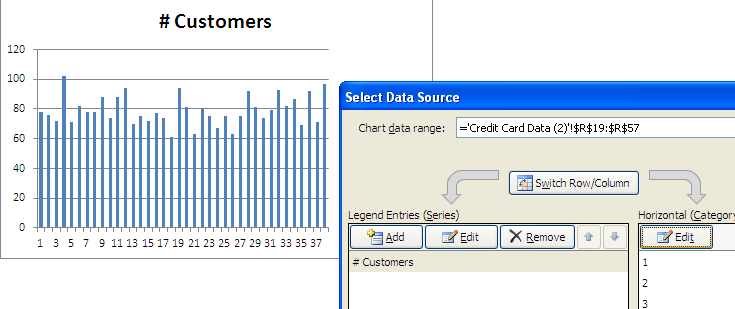 # Customers
120
100
80
60
40
20
0
1 3 5 7 9 11 13 15 17 19 21 23 25 27 29 31 33 35 37
Select Data Source
Chart data range: ='Credit Card Data (2)'!$R$19:$R$57
Switch Row/Column
Legend Entries (Series)
Add Edit Remove
# Customers
Horizontal (Category
Edit
1
2
3